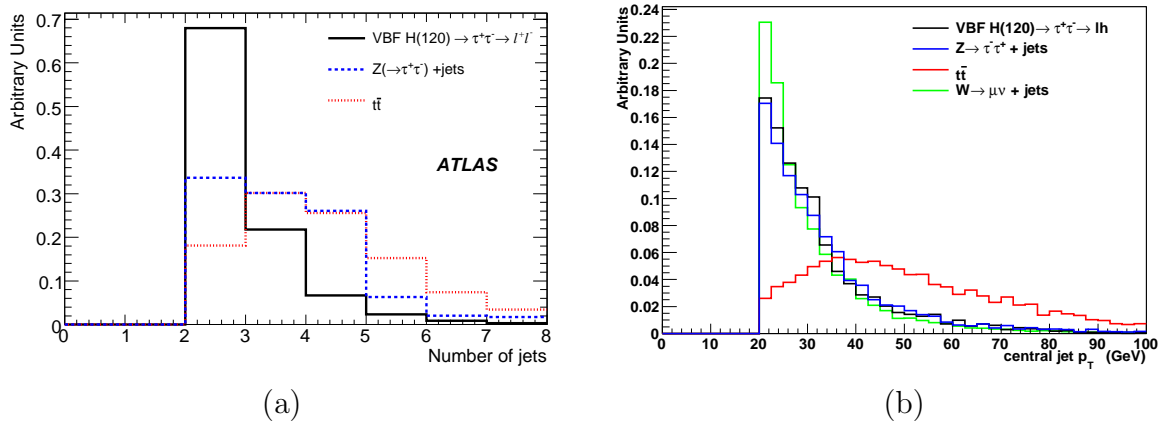 Arbitrary Units
0.7
0.6
0.5
0.4
0.3
0.2
0.1
0
0 1 2 3 4 5 6 7 8
Number of jets
VBF H(120) → τ⁺τ⁻ → l⁺l⁻
Z(→τ⁺τ⁻) +jets
tt̄
ATLAS
(a)
Arbitrary Units
0.24
0.22
0.2
0.18
0.16
0.14
0.12
0.1
0.08
0.06
0.04
0.02
0
0 10 20 30 40 50 60 70 80 90 100
central jet p_T (GeV)
VBF H(120)→ τ⁺τ⁻→ lh
Z→ τ⁻τ⁺ + jets
tt̄
W→ μν + jets
(b)